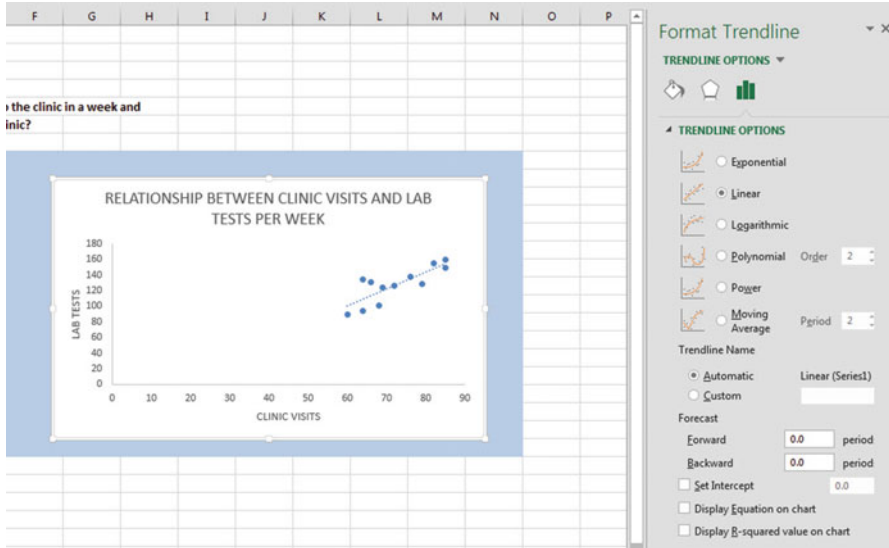 F G H I J K L M N O P
o the clinic in a week and
inic?
RELATIONSHIP BETWEEN CLINIC VISITS AND LAB
TESTS PER WEEK
LAB TESTS
180
160
140
120
100
80
60
40
20
0
0 10 20 30 40 50 60 70 80 90
CLINIC VISITS
Format Trendline
TRENDLINE OPTIONS
TRENDLINE OPTIONS
Exponential
Linear
Logarithmic
Polynomial Order 2
Power
Moving
Average Period 2
Trendline Name
Automatic Linear (Series1)
Custom
Forecast
Forward 0.0 period
Backward 0.0 period
Set Intercept 0.0
Display Equation on chart
Display R-squared value on chart